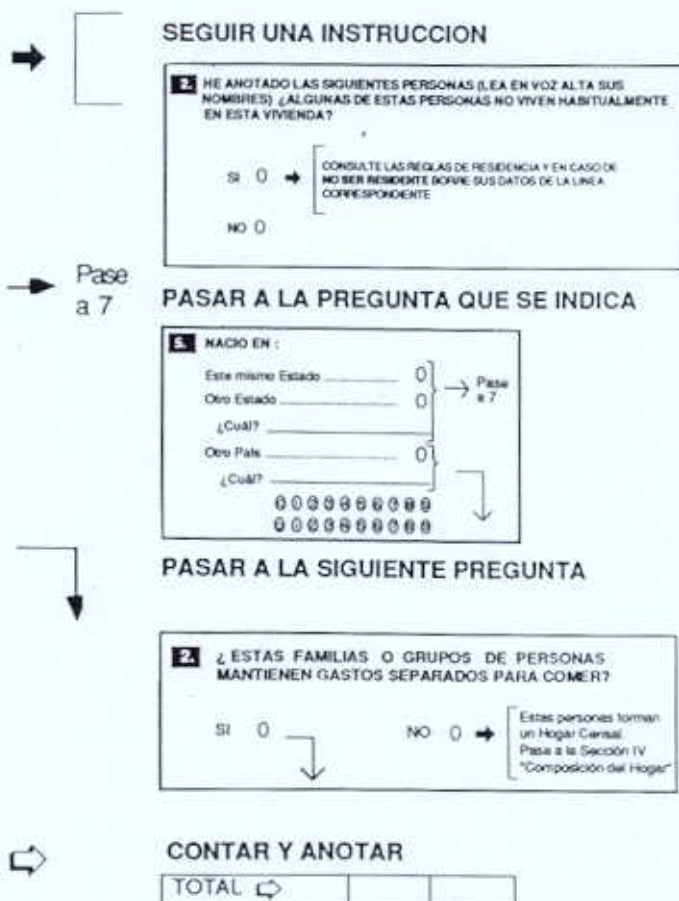 SEGUIR UNA INSTRUCCION
2. HE ANOTADO LAS SIGUIENTES PERSONAS (LEA EN VOZ ALTA SUS
NOMBRES) ¿ALGUNAS DE ESTAS PERSONAS NO VIVEN HABITUALMENTE
EN ESTA VIVIENDA?
SI 0
CONSULTE LAS REGLAS DE RESIDENCIA Y EN CASO DE
NO SER RESIDENTE BORRE SUS DATOS DE LA LINEA
CORRESPONDIENTE
NO 0
Pase
a 7
PASAR A LA PREGUNTA QUE SE INDICA
5. NACIO EN :
Este mismo Estado 0
Otro Estado 0
Pase
a 7
¿Cuál?
Otro País 0
¿Cuál?
PASAR A LA SIGUIENTE PREGUNTA
2. ¿ESTAS FAMILIAS O GRUPOS DE PERSONAS
MANTIENEN GASTOS SEPARADOS PARA COMER?
SI 0
NO 0
Estas personas forman
un Hogar Censal.
Pase a la Sección IV
"Composición del Hogar"
CONTAR Y ANOTAR
TOTAL